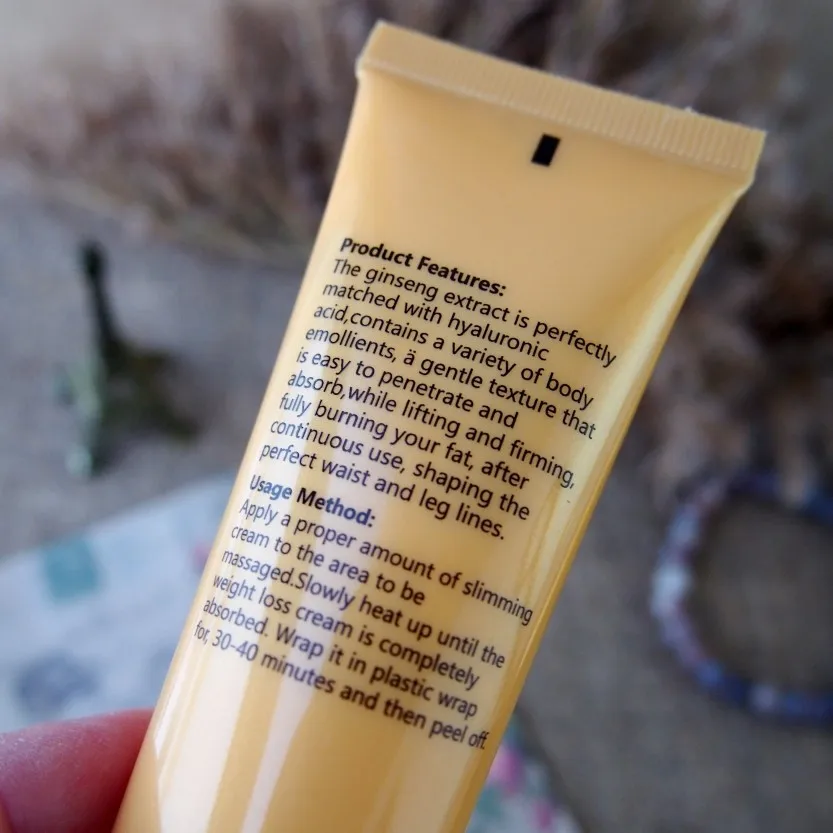 Product Features:
The ginseng extract is perfectly
matched with hyaluronic
acid,contains a variety of body
emollients, ä gentle texture that
is easy to penetrate and
absorb,while lifting and firming,
fully burning your fat, after
continuous use, shaping the
perfect waist and leg lines.
Usage Method:
Apply a proper amount of slimming
cream to the area to be
massaged.Slowly heat up until the
weight loss cream is completely
absorbed. Wrap it in plastic wrap
for, 30-40 minutes and then peel off.